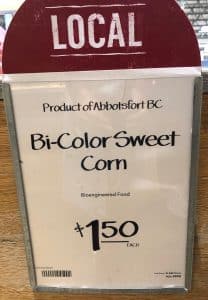 LOCAL
Product of Abbotsfort BC
Bi-Color Sweet
Corn
Bioengineered Food
$1.50
EACH